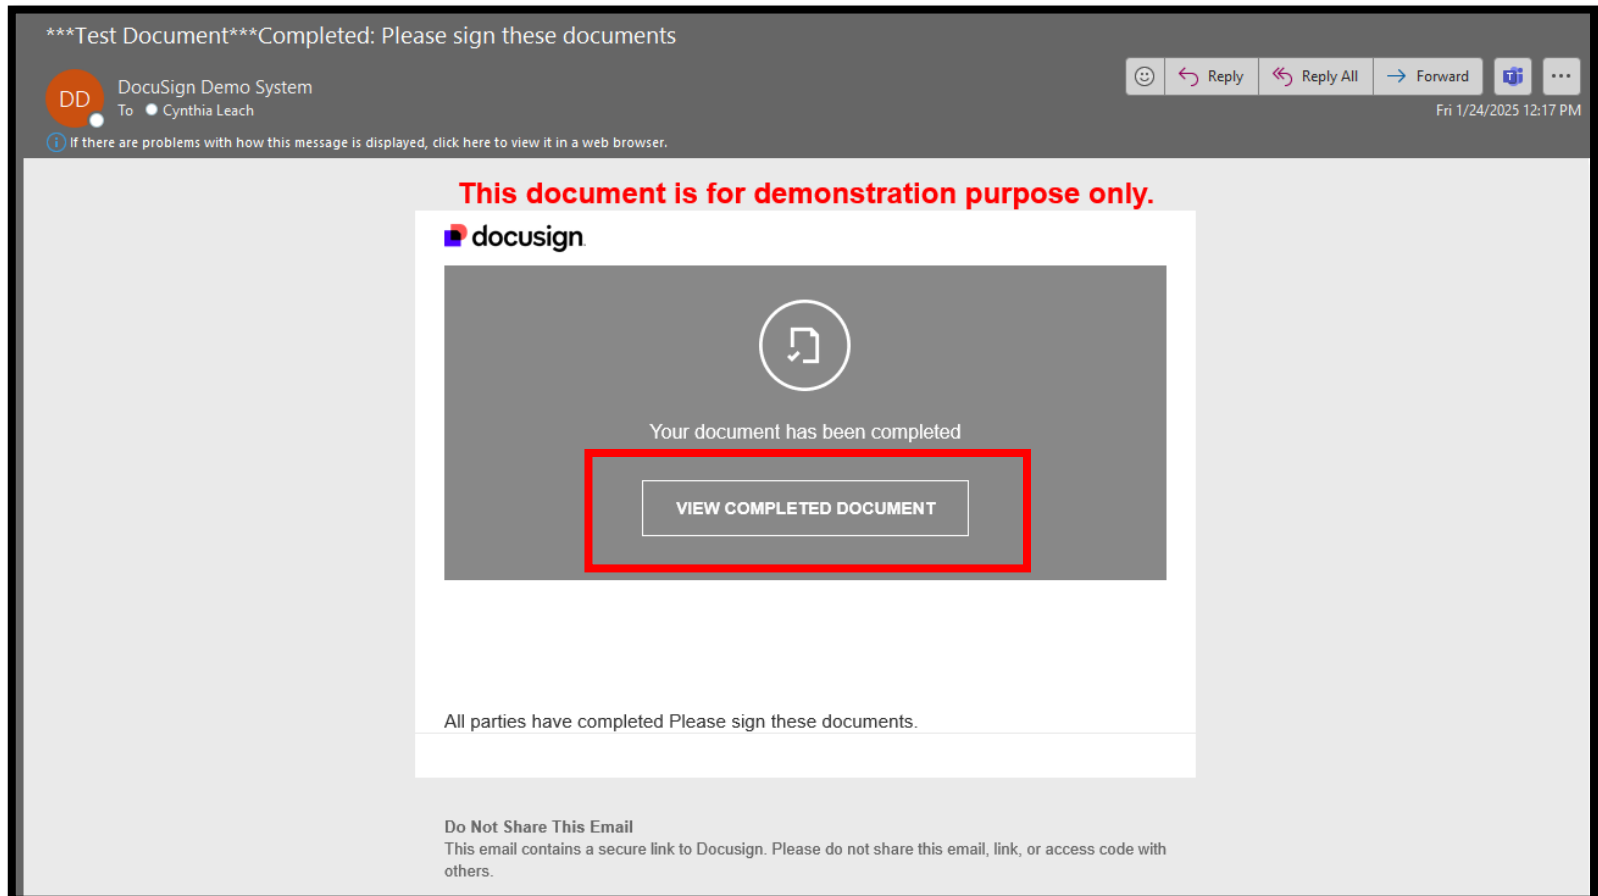 ***Test Document***Completed: Please sign these documents
DD
DocuSign Demo System
To Cynthia Leach
Reply
Reply All
Forward
Fri 1/24/2025 12:17 PM
If there are problems with how this message is displayed, click here to view it in a web browser.
This document is for demonstration purpose only.
docusign
Your document has been completed
VIEW COMPLETED DOCUMENT
All parties have completed Please sign these documents.
Do Not Share This Email
This email contains a secure link to Docusign. Please do not share this email, link, or access code with
others.